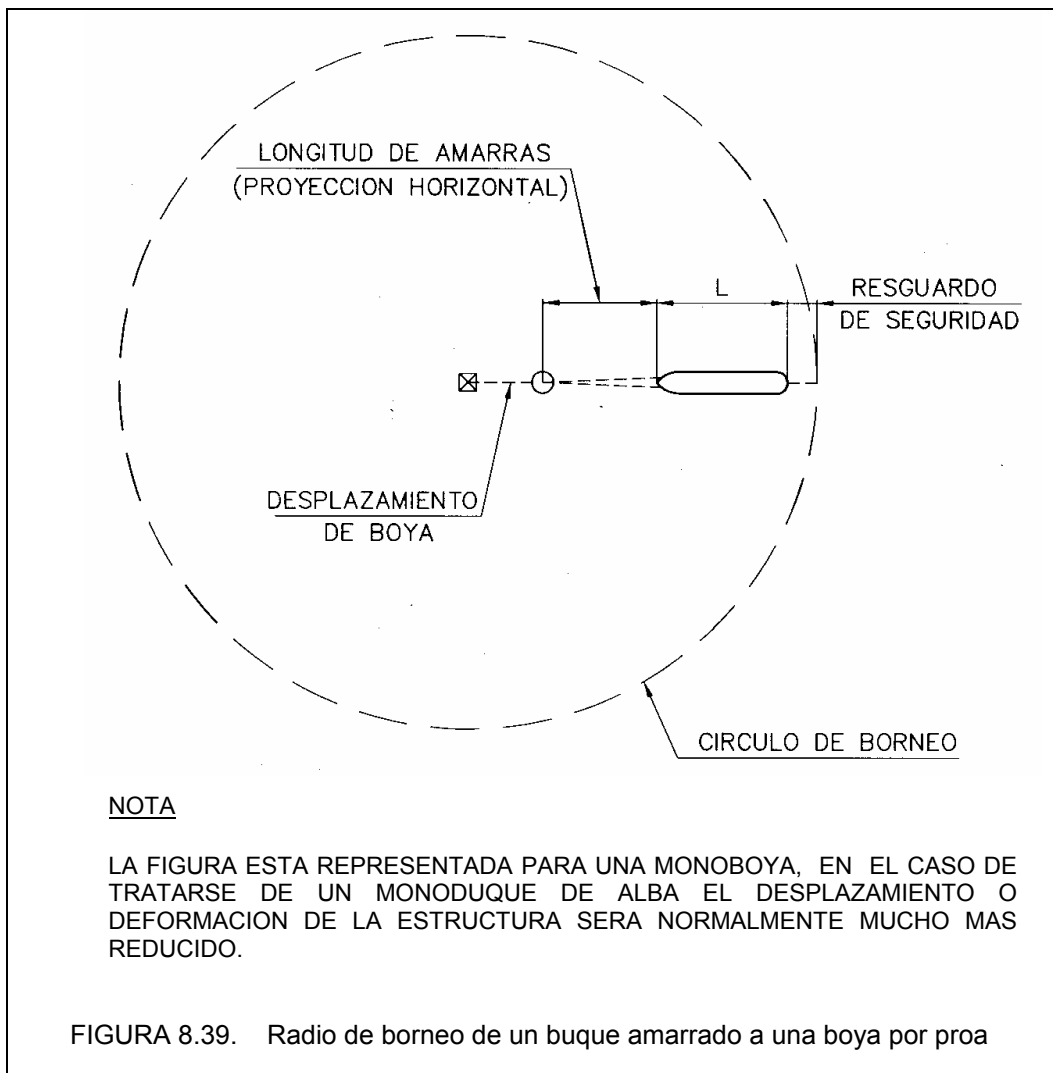 LONGITUD DE AMARRAS
(PROYECCION HORIZONTAL)
L
RESGUARDO
DE SEGURIDAD
DESPLAZAMIENTO
DE BOYA
CIRCULO DE BORNEO
NOTA
LA FIGURA ESTA REPRESENTADA PARA UNA MONOBOYA, EN EL CASO DE
TRATARSE DE UN MONODUQUE DE ALBA EL DESPLAZAMIENTO O
DEFORMACION DE LA ESTRUCTURA SERA NORMALMENTE MUCHO MAS
REDUCIDO.
FIGURA 8.39. Radio de borneo de un buque amarrado a una boya por proa